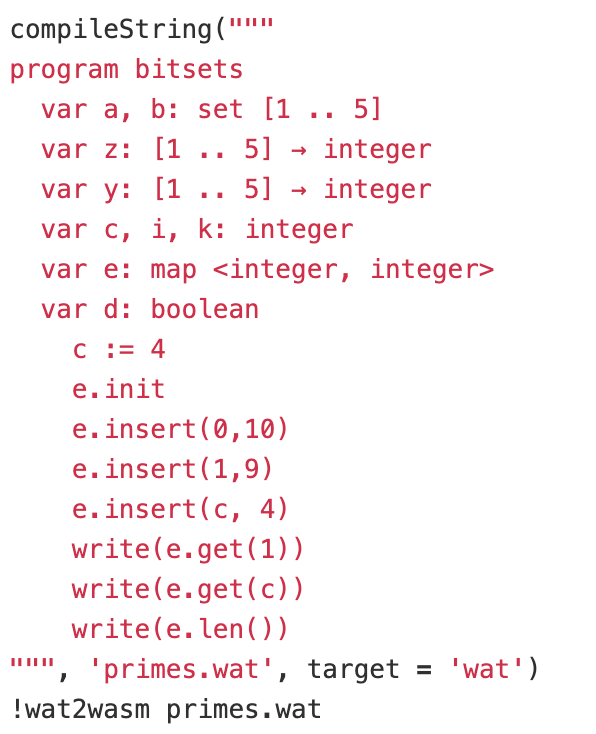 compileString("""
program bitsets
  var a, b: set [1 .. 5]
  var z: [1 .. 5] → integer
  var y: [1 .. 5] → integer
  var c, i, k: integer
  var e: map <integer, integer>
  var d: boolean
    c := 4
    e.init
    e.insert(0,10)
    e.insert(1,9)
    e.insert(c, 4)
    write(e.get(1))
    write(e.get(c))
    write(e.len())
""", 'primes.wat', target = 'wat')
!wat2wasm primes.wat